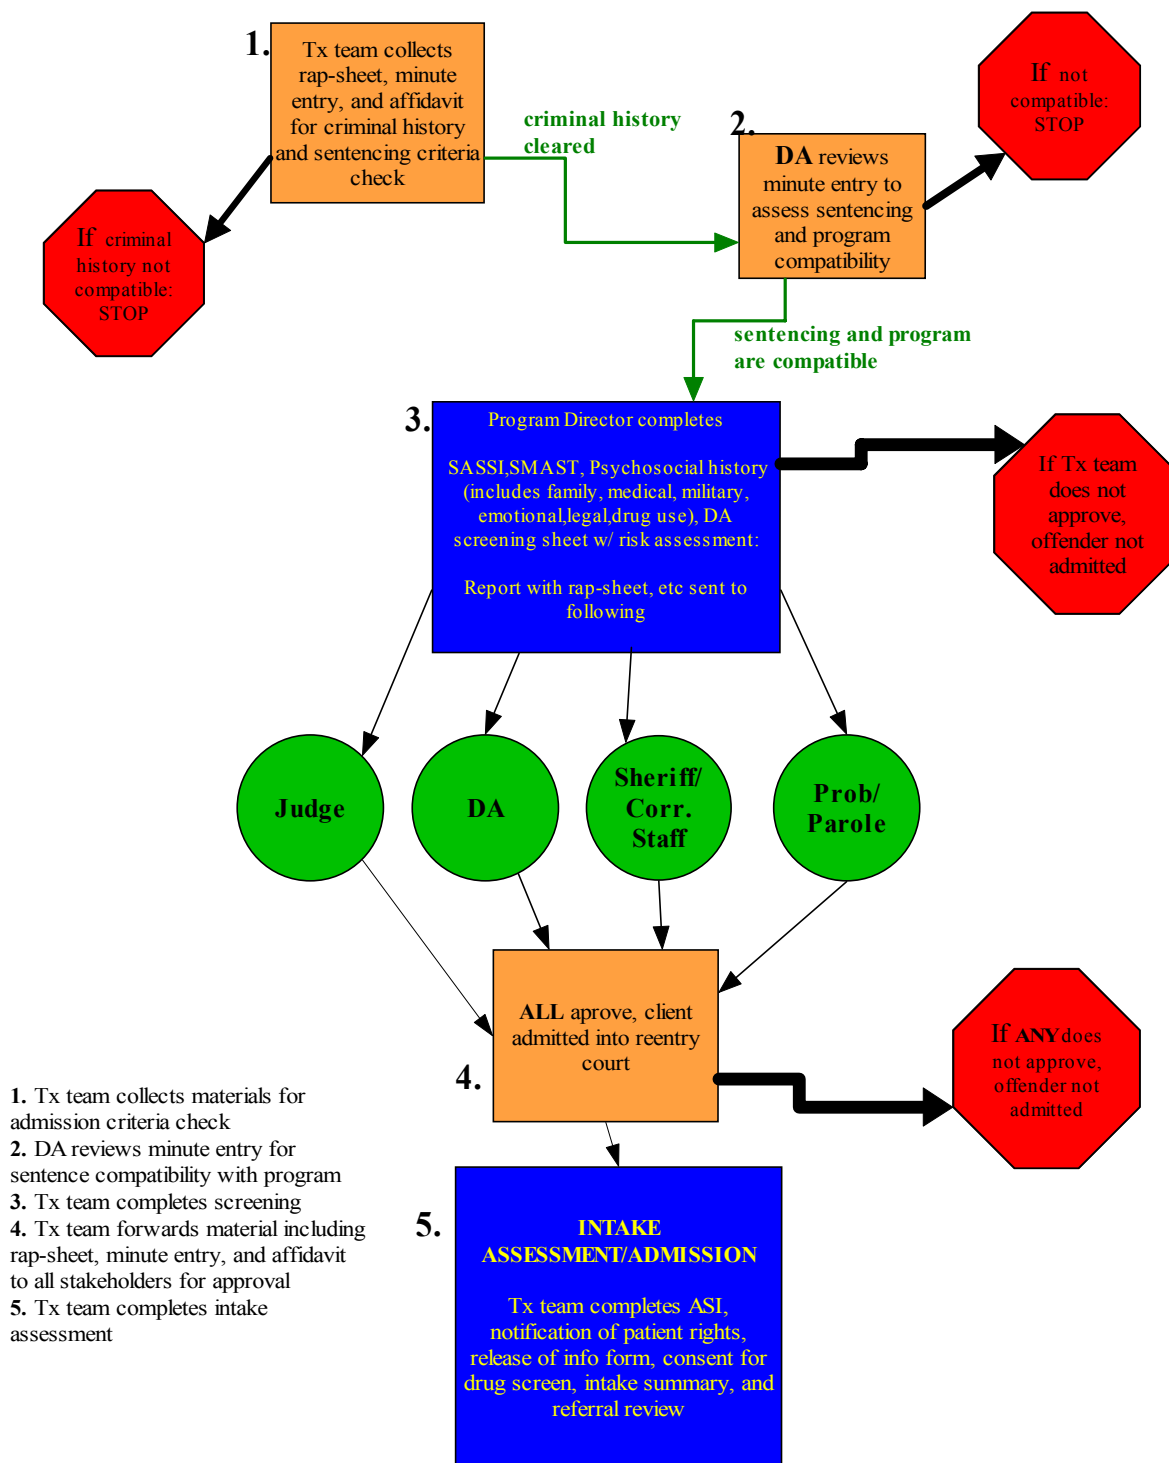 1.
Tx team collects
rap-sheet, minute
entry, and affidavit
for criminal history
and sentencing criteria
check
If criminal
history not
compatible:
STOP
criminal history
cleared
2.
DA reviews
minute entry to
assess sentencing
and program
compatibility
If not
compatible:
STOP
sentencing and program
are compatible
3.
Program Director completes
SASSI,SMAST, Psychosocial history
(includes family, medical, military,
emotional,legal,drug use), DA
screening sheet w/ risk assessment:
Report with rap-sheet, etc sent to
following
If Tx team
does not
approve,
offender not
admitted
Judge
DA
Sheriff/
Corr.
Staff
Prob/
Parole
ALL aprove, client
admitted into reentry
court
4.
If ANY does
not approve,
offender not
admitted
1. Tx team collects materials for
admission criteria check
2. DA reviews minute entry for
sentence compatibility with program
3. Tx team completes screening
4. Tx team forwards material including
rap-sheet, minute entry, and affidavit
to all stakeholders for approval
5. Tx team completes intake
assessment
5.
INTAKE
ASSESSMENT/ADMISSION
Tx team completes ASI,
notification of patient rights,
release of info form, consent for
drug screen, intake summary, and
referral review